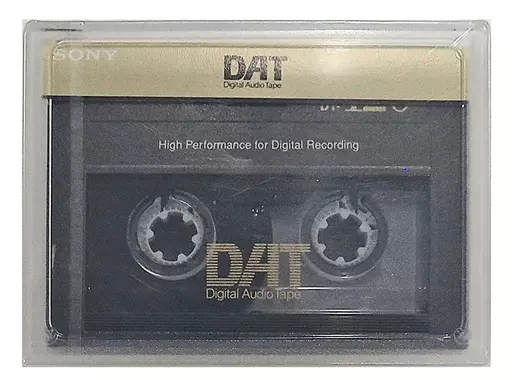 SONY
DAT
Digital Audio Tape
High Performance for Digital Recording
DAT
Digital Audio Tape